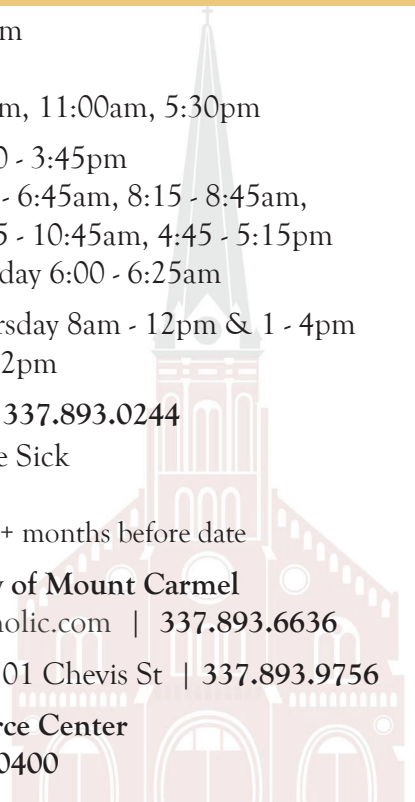 m
m, 11:00am, 5:30pm
0 - 3:45pm
- 6:45am, 8:15 - 8:45am,
5 - 10:45am, 4:45 - 5:15pm
day 6:00 - 6:25am
rsday 8am - 12pm & 1 - 4pm
2pm
337.893.0244
e Sick
+ months before date
y of Mount Carmel
holic.com | 337.893.6636
01 Chevis St | 337.893.9756
rce Center
0400